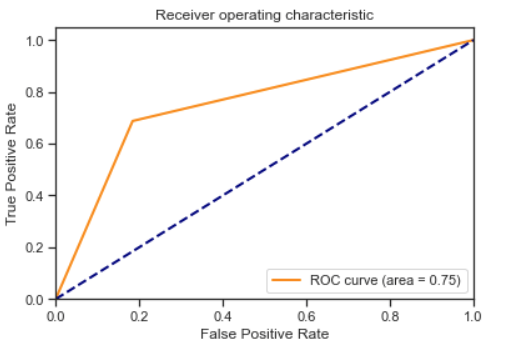 Receiver operating characteristic
True Positive Rate
1.0
0.8
0.6
0.4
0.2
0.0
ROC curve (area = 0.75)
0.0 0.2 0.4 0.6 0.8 1.0
False Positive Rate